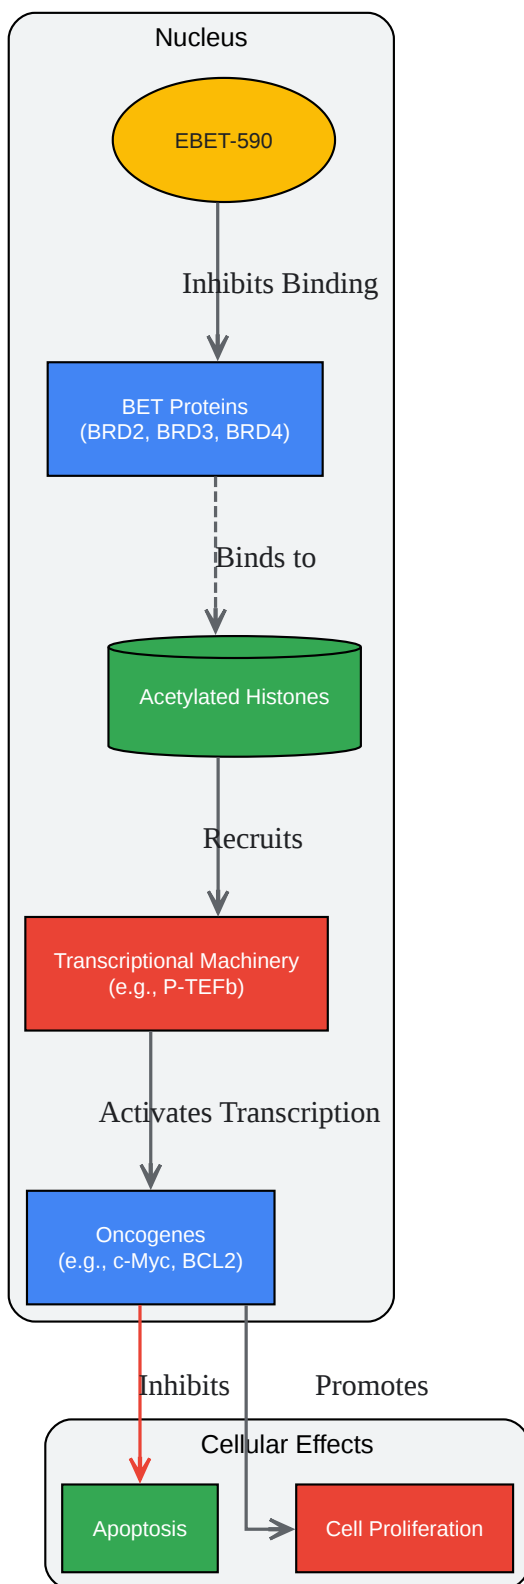 Nucleus
EBET-590
Inhibits Binding
BET Proteins
(BRD2, BRD3, BRD4)
Binds to
Acetylated Histones
Recruits
Transcriptional Machinery
(e.g., P-TEFb)
Activates Transcription
Oncogenes
(e.g., c-Myc, BCL2)
Inhibits
Promotes
Cellular Effects
Apoptosis
Cell Proliferation